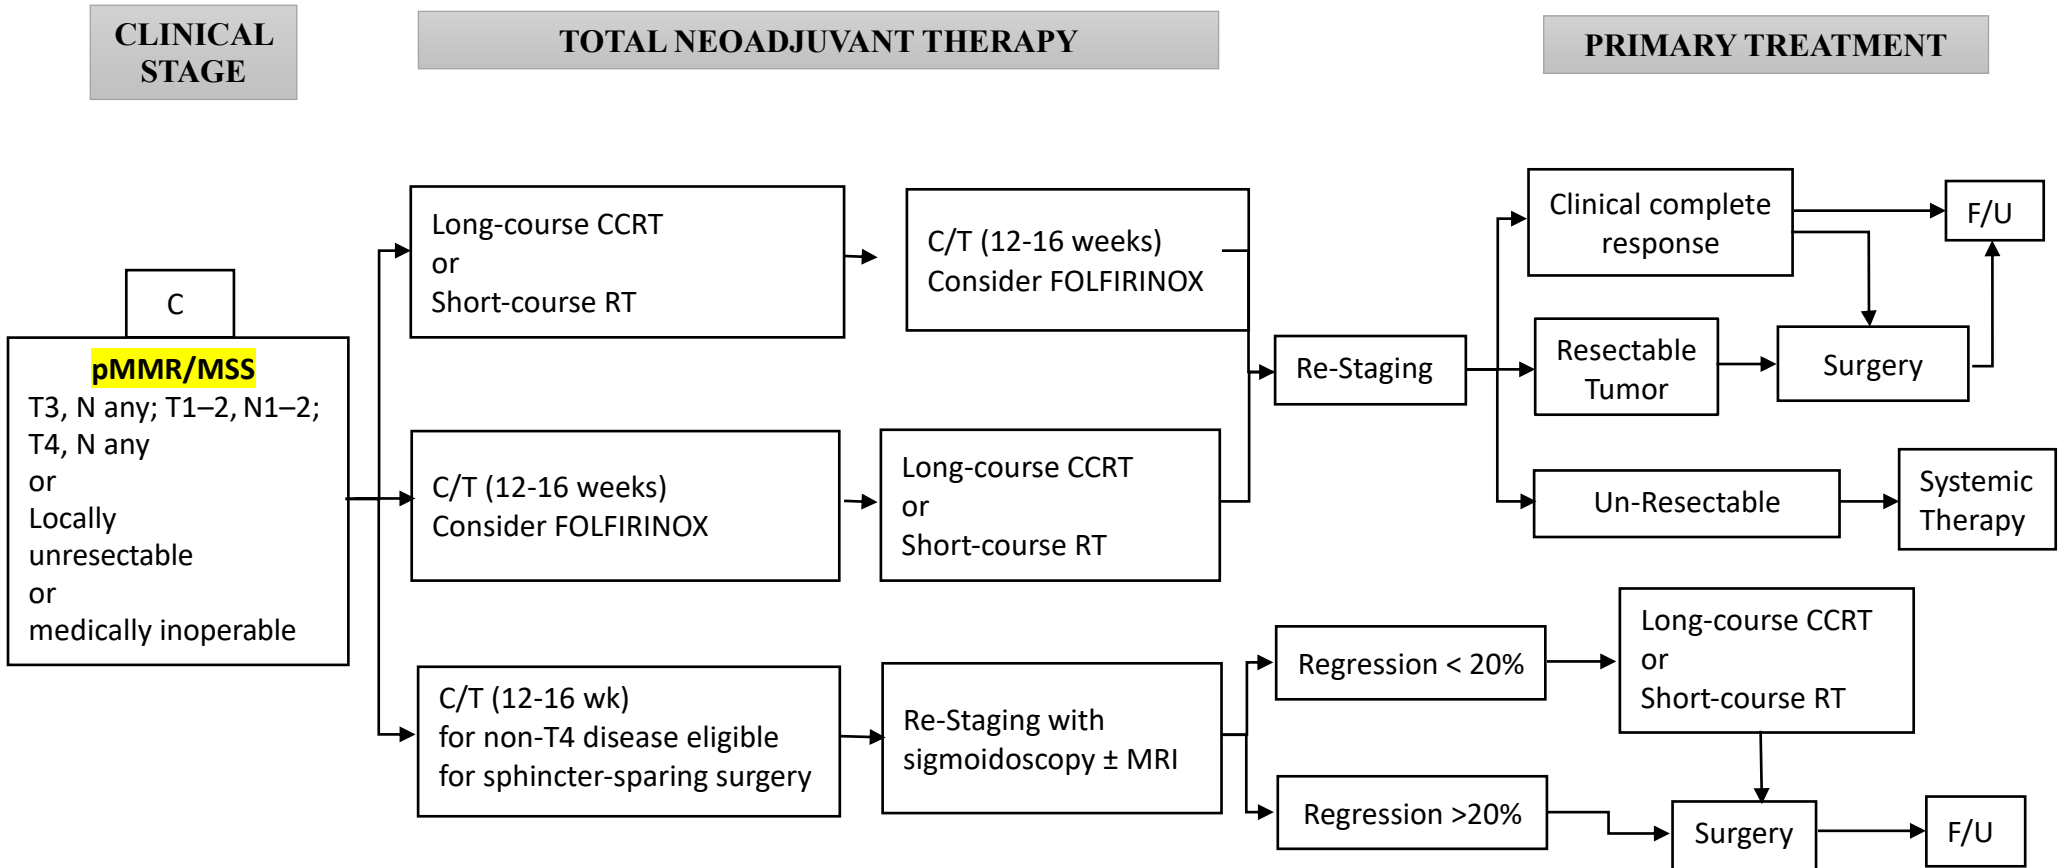 CLINICAL
STAGE
TOTAL NEOADJUVANT THERAPY
PRIMARY TREATMENT
C
pMMR/MSS
T3, N any; T1–2, N1–2;
T4, N any
or
Locally
unresectable
or
medically inoperable
Long-course CCRT
or
Short-course RT
C/T (12-16 weeks)
Consider FOLFIRINOX
C/T (12-16 weeks)
Consider FOLFIRINOX
Long-course CCRT
or
Short-course RT
Re-Staging
Clinical complete
response
F/U
Resectable
Tumor
Surgery
Un-Resectable
Systemic
Therapy
C/T (12-16 wk)
for non-T4 disease eligible
for sphincter-sparing surgery
Re-Staging with
sigmoidoscopy ± MRI
Regression < 20%
Long-course CCRT
or
Short-course RT
Regression >20%
Surgery
F/U